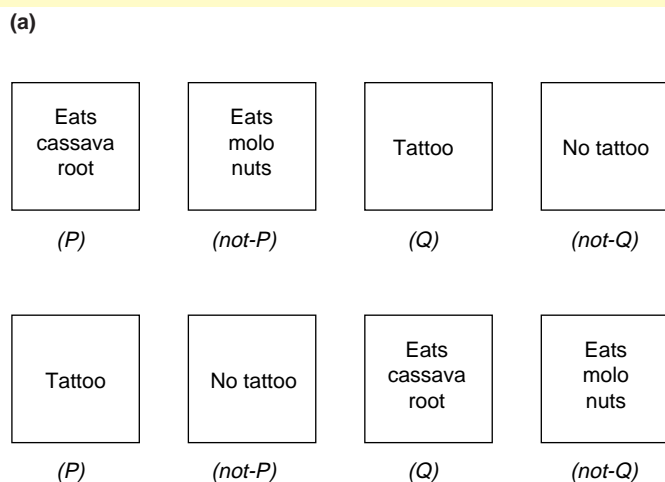 (a)
Eats cassava root
Eats molo nuts
Tattoo
No tattoo
(P)
(not-P)
(Q)
(not-Q)
Tattoo
No tattoo
Eats cassava root
Eats molo nuts
(P)
(not-P)
(Q)
(not-Q)